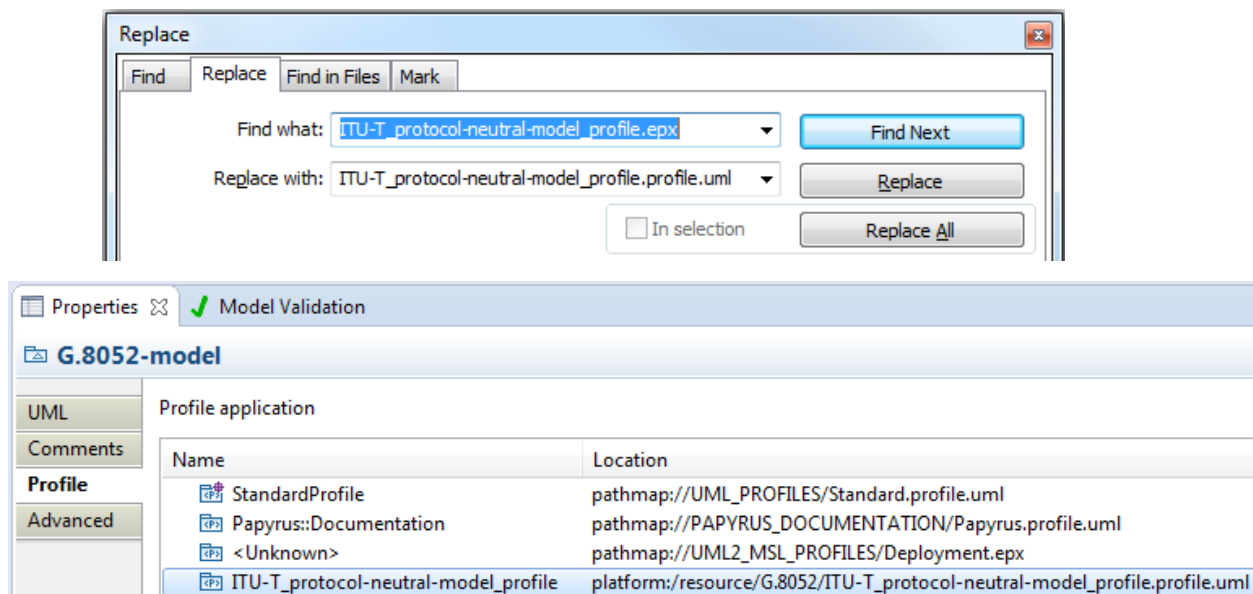 Replace
Find Replace Find in Files Mark
Find what: ITU-T_protocol-neutral-model_profile.epx Find Next
Replace with: ITU-T_protocol-neutral-model_profile.profile.uml Replace
In selection Replace All
Properties Model Validation
G.8052-model
UML Profile application
Comments Name Location
Profile StandardProfile pathmap://UML_PROFILES/Standard.profile.uml
Advanced Papyrus::Documentation pathmap://PAPYRUS_DOCUMENTATION/Papyrus.profile.uml
<Unknown> pathmap://UML2_MSL_PROFILES/Deployment.epx
ITU-T_protocol-neutral-model_profile platform:/resource/G.8052/ITU-T_protocol-neutral-model_profile.profile.uml